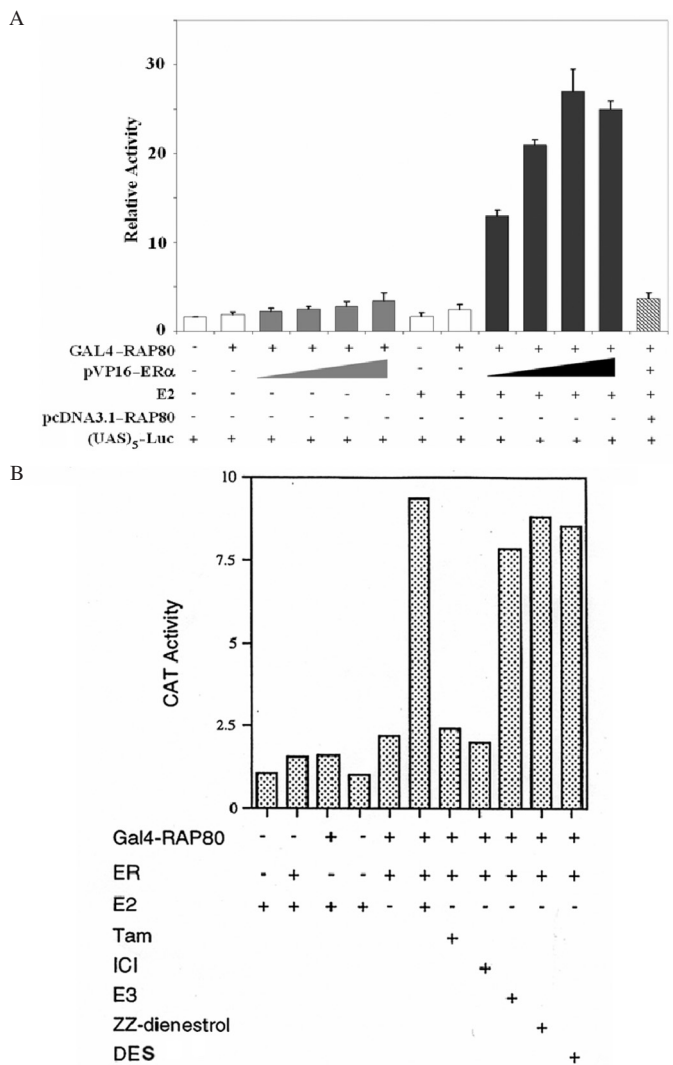 A
30
20
10
0
Relative Activity
GAL4–RAP80 - + + + + + - + + + + + +
pVP16–ERα - - - - +
E2 - - - - - - + + + + + + +
pcDNA3.1–RAP80 - - - - - - - - - - - - +
(UAS)5–Luc + + + + + + + + + + + + +
B
10
7.5
5
2.5
0
CAT Activity
Gal4-RAP80 - - + - + + + + + + +
ER - + - - + + + + + + +
E2 + + + + - + - - - - -
Tam +
ICI +
E3 +
ZZ-dienestrol +
DES +